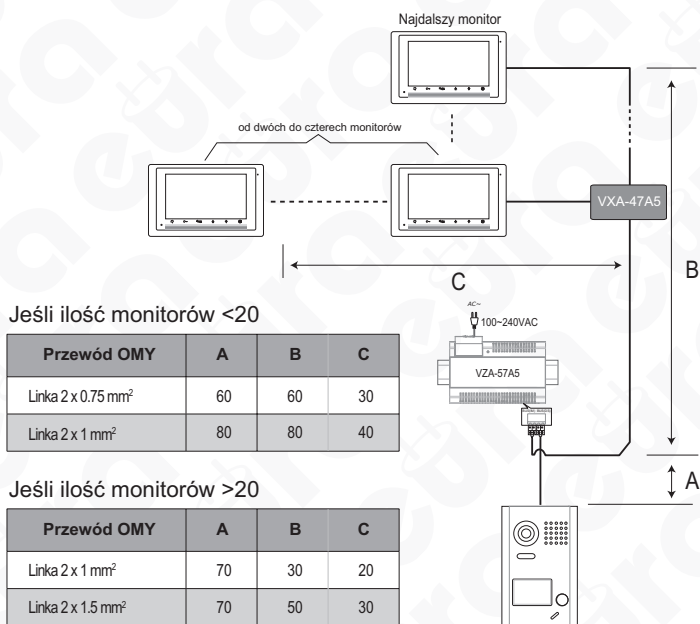 Najdalszy monitor
od dwóch do czterech monitorów
VXA-47A5
B
C
Jeśli ilość monitorów <20
AC~
100~240VAC
Przewód OMY A B C
VZA-57A5
Linka 2 x 0.75 mm² 60 60 30
Linka 2 x 1 mm² 80 80 40
A
Jeśli ilość monitorów >20
Przewód OMY A B C
Linka 2 x 1 mm² 70 30 20
Linka 2 x 1.5 mm² 70 50 30